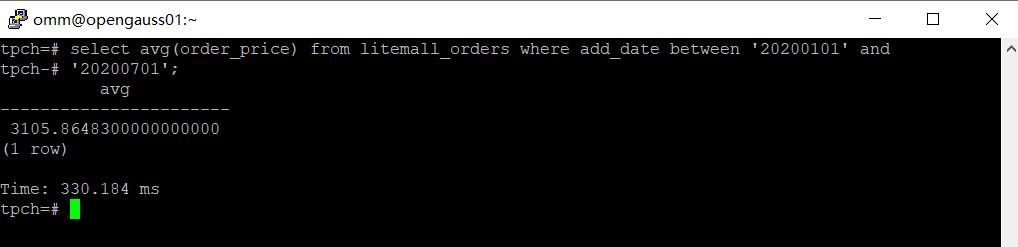 omm@opengauss01:~
tpch=# select avg(order_price) from litemall_orders where add_date between '20200101' and
tpch-# '20200701';
avg
-----------------------
3105.8648300000000000
(1 row)
Time: 330.184 ms
tpch=#